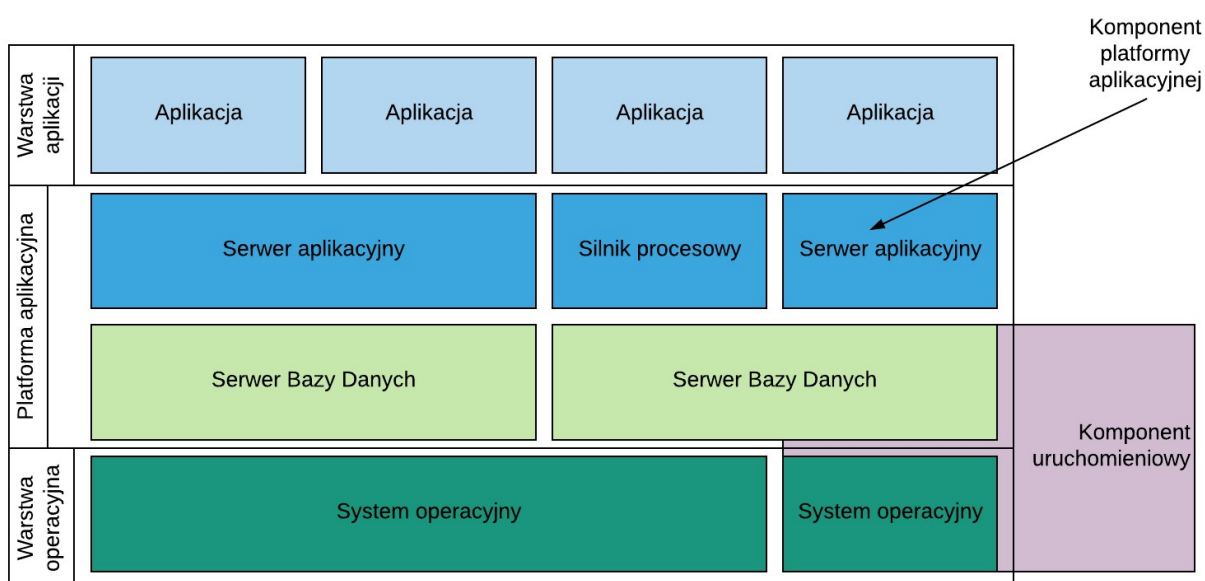 Komponent
platformy
aplikacyjnej
Warstwa
aplikacji
Aplikacja
Aplikacja
Aplikacja
Aplikacja
Platforma aplikacyjna
Serwer aplikacyjny
Silnik procesowy
Serwer aplikacyjny
Serwer Bazy Danych
Serwer Bazy Danych
Komponent
uruchomieniowy
Warstwa
operacyjna
System operacyjny
System operacyjny